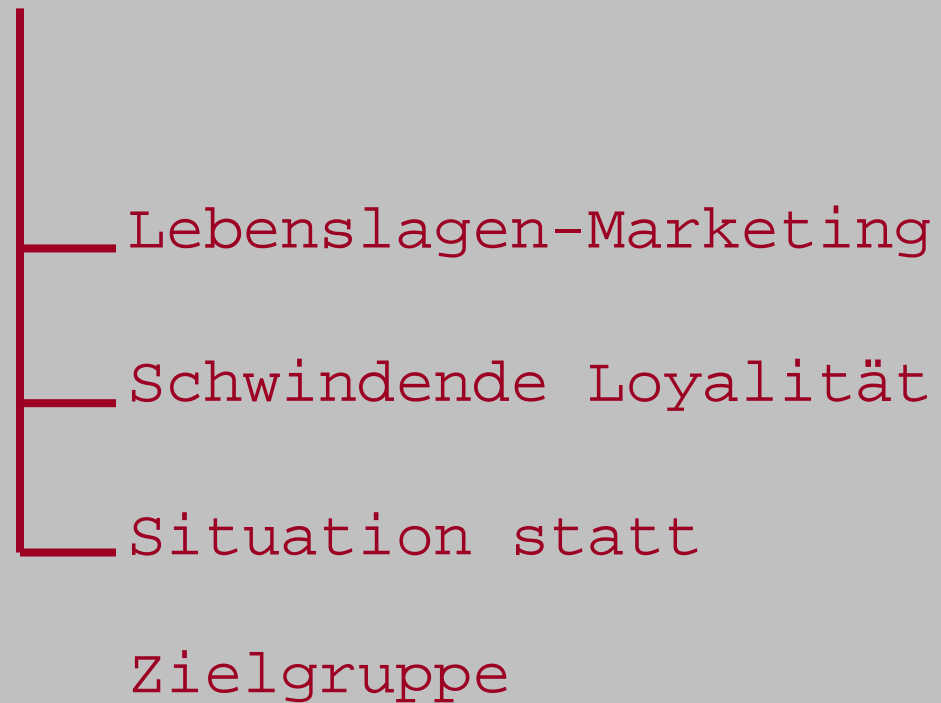 Lebenslagen-Marketing
Schwindende Loyalität
Situation statt
Zielgruppe